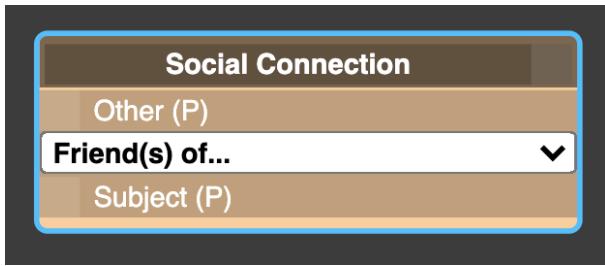 Social Connection
Other (P)
Friend(s) of...
Subject (P)